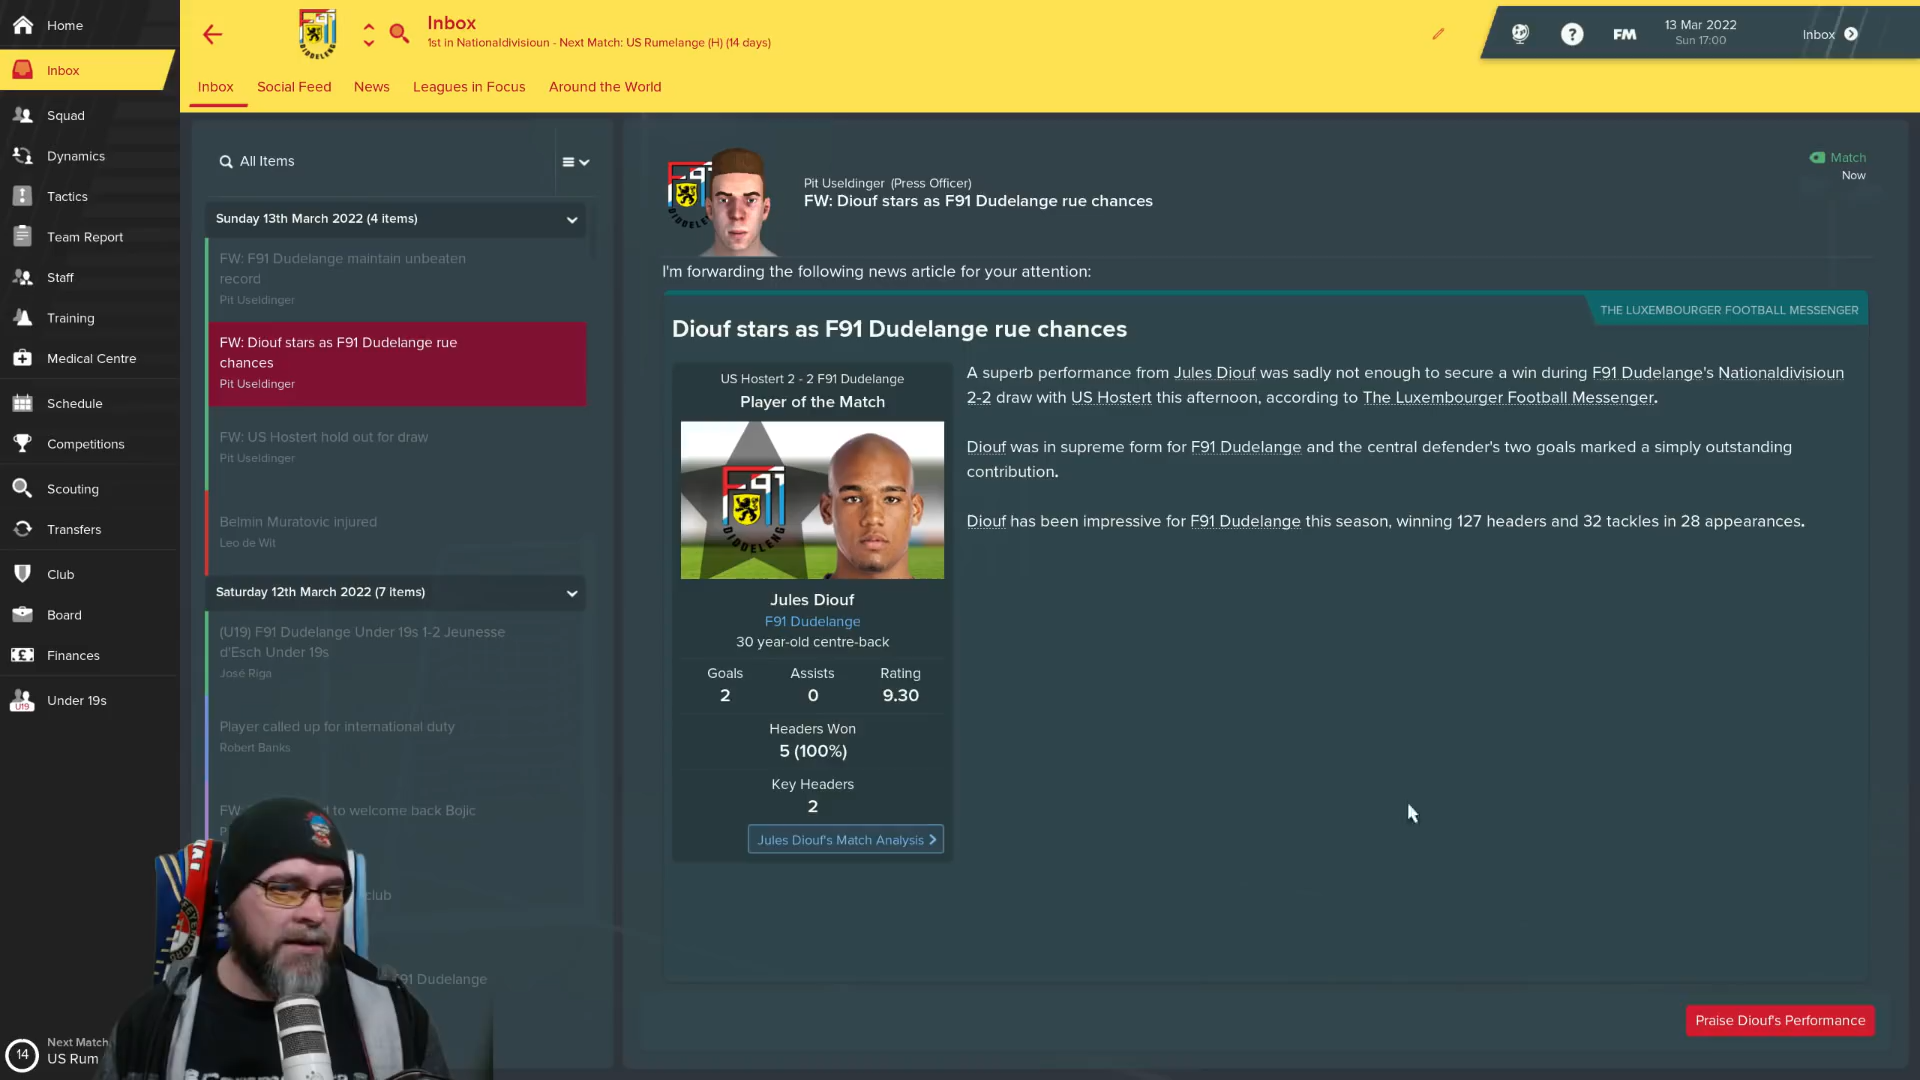 Home
Inbox
Squad
Dynamics
Tactics
Team Report
Staff
Training
Medical Centre
Schedule
Competitions
Scouting
Transfers
Club
Board
Finances
U19
Under 19s
14
Next Match
US Rum
Inbox
1st in Nationaldivisioun - Next Match: US Rumelange (H) (14 days)
FM
13 Mar 2022
Sun 17:00
Inbox
Inbox
Social Feed
News
Leagues in Focus
Around the World
All Items
Sunday 13th March 2022 (4 items)
FW: F91 Dudelange maintain unbeaten
record
Pit Useldinger
FW: Diouf stars as F91 Dudelange rue
chances
Pit Useldinger
FW: US Hostert hold out for draw
Pit Useldinger
Belmin Muratovic injured
Leo de Wit
Saturday 12th March 2022 (7 items)
(U19) F91 Dudelange Under 19s 1-2 Jeunesse
d'Esch Under 19s
José Riga
Player called up for international duty
Robert Banks
FW: to welcome back Bojic
club
F91 Dudelange
Pit Useldinger (Press Officer)
FW: Diouf stars as F91 Dudelange rue chances
Match
Now
I'm forwarding the following news article for your attention:
THE LUXEMBOURGER FOOTBALL MESSENGER
Diouf stars as F91 Dudelange rue chances
US Hostert 2 - 2 F91 Dudelange
Player of the Match
F91
DIDDELENG
Jules Diouf
F91 Dudelange
30 year-old centre-back
Goals Assists Rating
2 0 9.30
Headers Won
5 (100%)
Key Headers
2
Jules Diouf's Match Analysis
A superb performance from Jules Diouf was sadly not enough to secure a win during F91 Dudelange's Nationaldivisioun
2-2 draw with US Hostert this afternoon, according to The Luxembourger Football Messenger.
Diouf was in supreme form for F91 Dudelange and the central defender's two goals marked a simply outstanding
contribution.
Diouf has been impressive for F91 Dudelange this season, winning 127 headers and 32 tackles in 28 appearances.
Praise Diouf's Performance